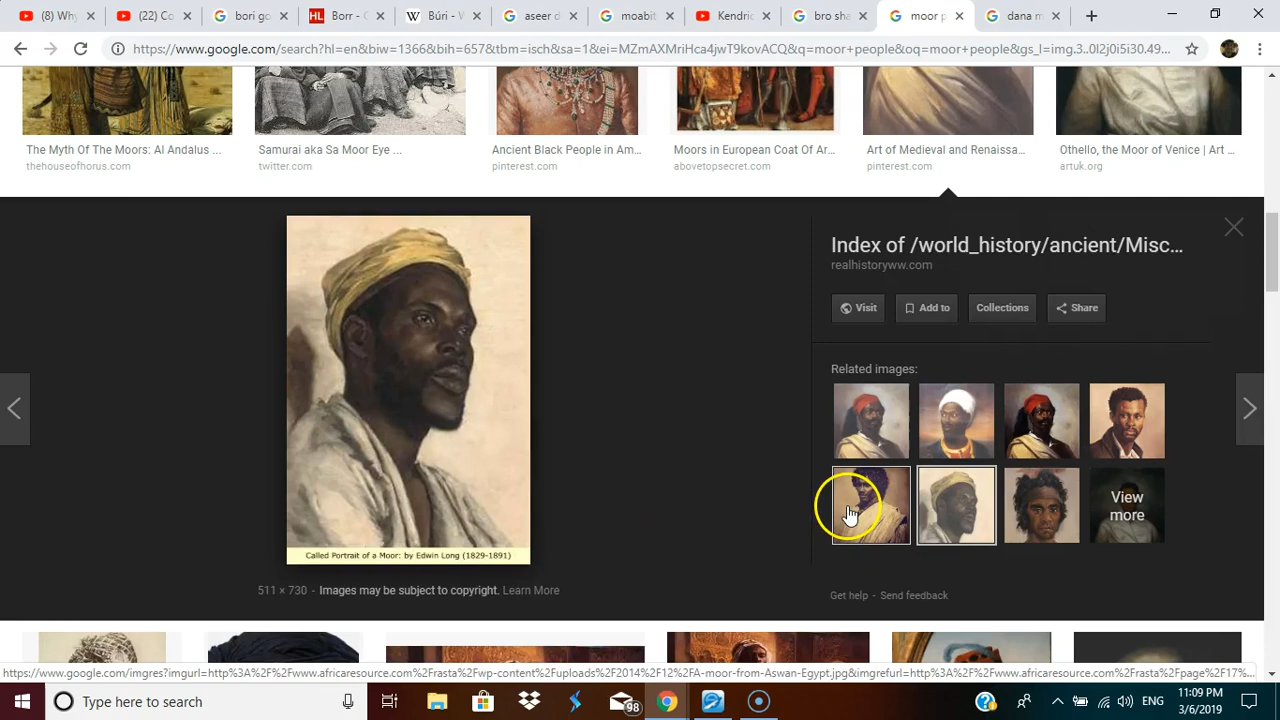 (8) Why
(22) Co
bori go
Borr - C
Búri - W
aseer d
moabit
Kendric
bro sha
moor p
dana m
https://www.google.com/search?hl=en&biw=1366&bih=657&tbm=isch&sa=1&ei=MZmAXMriHca4jwT9kovACQ&q=moor+people&oq=moor+people&gs_l=img.3..0l2j0i5i30.49...
The Myth Of The Moors: Al Andalus ...
thehouseofhorus.com
Samurai aka Sa Moor Eye ...
twitter.com
Ancient Black People in Am...
pinterest.com
Moors in European Coat Of Ar...
abovetopsecret.com
Art of Medieval and Renaissa...
pinterest.com
Othello, the Moor of Venice | Art ...
artuk.org
Index of /world_history/ancient/Misc...
realhistoryww.com
Visit
Add to
Collections
Share
Related images:
View
more
Called Portrait of a Moor: by Edwin Long (1829-1891)
511 × 730 - Images may be subject to copyright. Learn More
Get help - Send feedback
https://www.google.com/imgres?imgurl=http%3A%2F%2Fwww.africaresource.com%2Frasta%2Fwp-content%2Fuploads%2F2014%2F12%2FA-moor-from-Aswan-Egypt.jpg&imgrefurl=http%3A%2F%2Fwww.africaresource.com%2Frasta%2Fpage%2F17%...
Type here to search
98
ENG
11:09 PM
3/6/2019